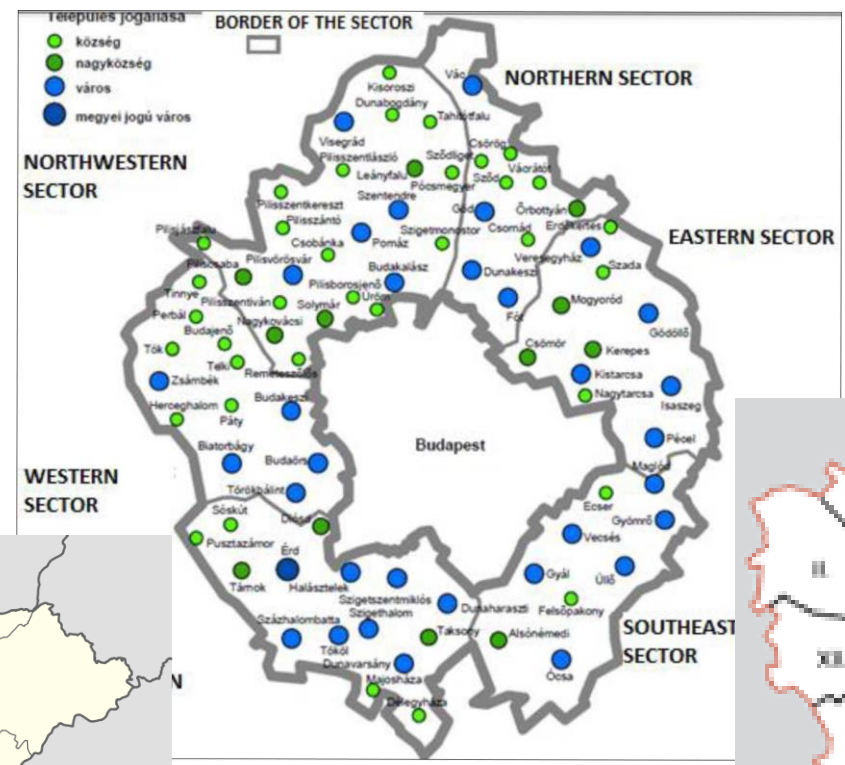 Település jogállása
község
nagyközség
város
megyei jogú város
BORDER OF THE SECTOR
NORTHERN SECTOR
NORTHWESTERN
SECTOR
EASTERN SECTOR
WESTERN
SECTOR
SOUTHEAST
SECTOR
N
Budapest
Vác
Kisoroszi
Dunabogdány
Tahitótfalu
Visegrád
Pilisszentlászló
Leányfalu
Sződliget
Csörög
Vácrátót
Sződ
Pócsmegyer
Pilisszentkereszt
Szentendre
Göd
Őrbottyán
Erdőkertes
Pilisszántó
Szigetmonostor
Csomád
Pilisjászfalu
Csobánka
Pomáz
Veresegyház
Piliscsaba
Pilisvörösvár
Budakalász
Dunakeszi
Szada
Tinnye
Pilisborosjenő
Üröm
Pilisszentiván
Solymár
Mogyoród
Perbál
Nagykovácsi
Fót
Gödöllő
Budajenő
Tök
Telki
Remeteszőlős
Csömör
Kerepes
Zsámbék
Kistarcsa
Herceghalom
Páty
Budakeszi
Nagytarcsa
Isaszeg
Biatorbágy
Budaörs
Pécel
Törökbálint
Maglód
Sóskút
Diósd
Ecser
Gyömrő
Pusztazámor
Érd
Vecsés
Tárnok
Halásztelek
Gyál
Üllő
Szigetszentmiklós
Százhalombatta
Szigethalom
Dunaharaszti
Felsőpakony
Tököl
Taksony
Alsónémedi
Dunavarsány
Ócsa
Majosháza
Délegyháza
II.
XII